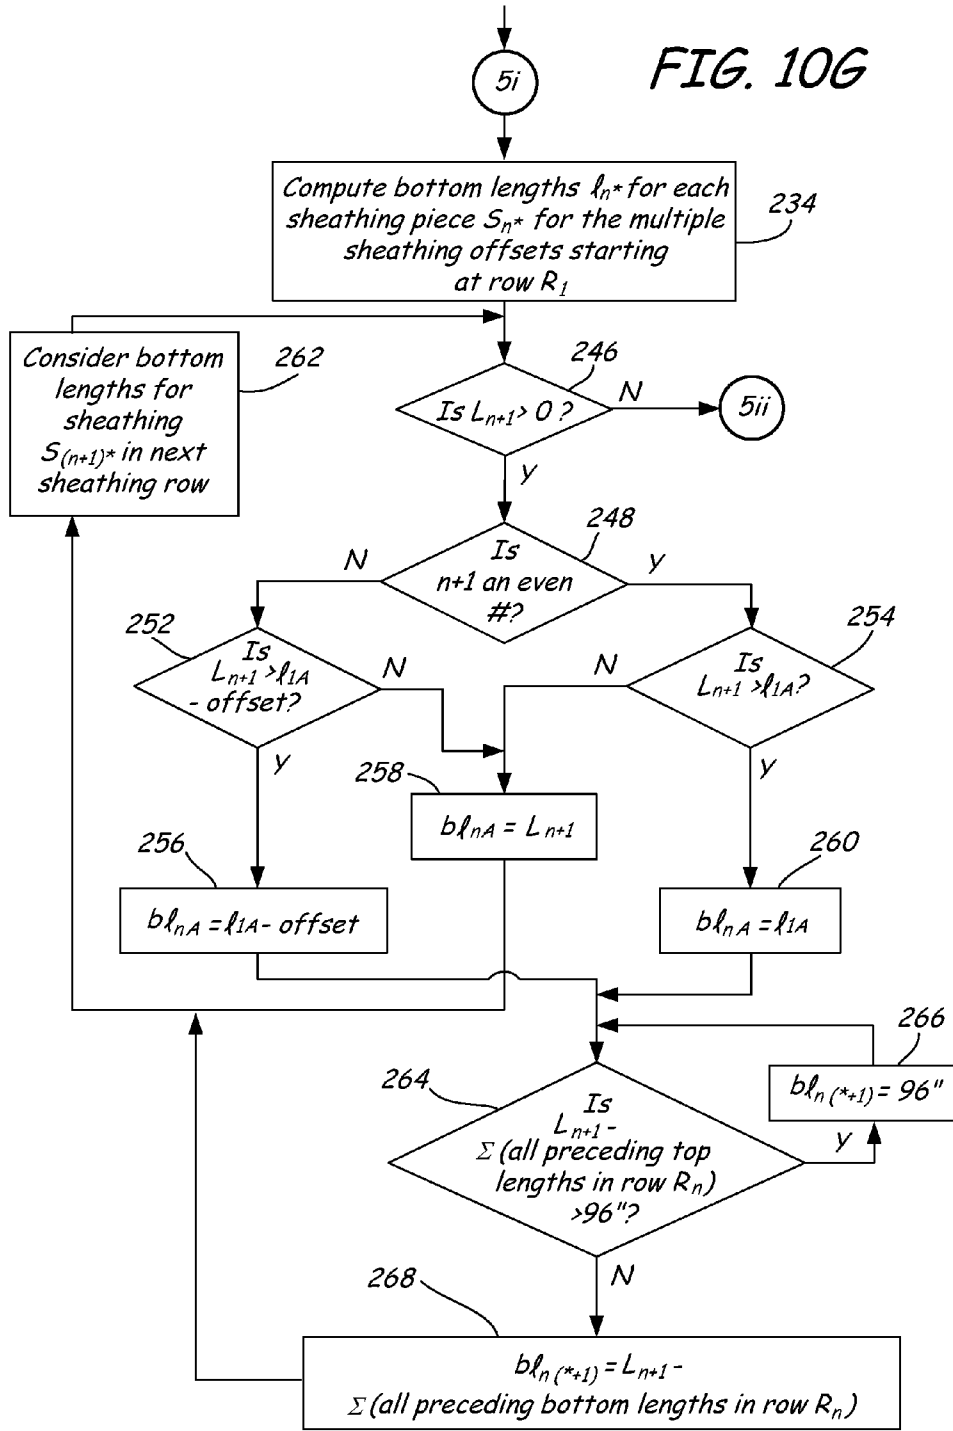 5i
FIG. 10G
Compute bottom lengths ℓn* for each
sheathing piece Sn* for the multiple
sheathing offsets starting
at row R1
234
Consider bottom
lengths for
sheathing
S(n+1)* in next
sheathing row
262
246
Is Ln+1 > 0 ?
N
5ii
Y
248
Is
n+1 an even
#?
N
Y
252
Is
Ln+1 > ℓ1A
- offset?
N
Y
254
Is
Ln+1 > ℓ1A?
N
Y
258
bℓnA = Ln+1
256
bℓnA = ℓ1A - offset
260
bℓnA = ℓ1A
264
Is
Ln+1 -
Σ (all preceding top
lengths in row Rn)
>96"?
Y
N
266
bℓn (*+1) = 96"
268
bℓn (*+1) = Ln+1 -
Σ (all preceding bottom lengths in row Rn)